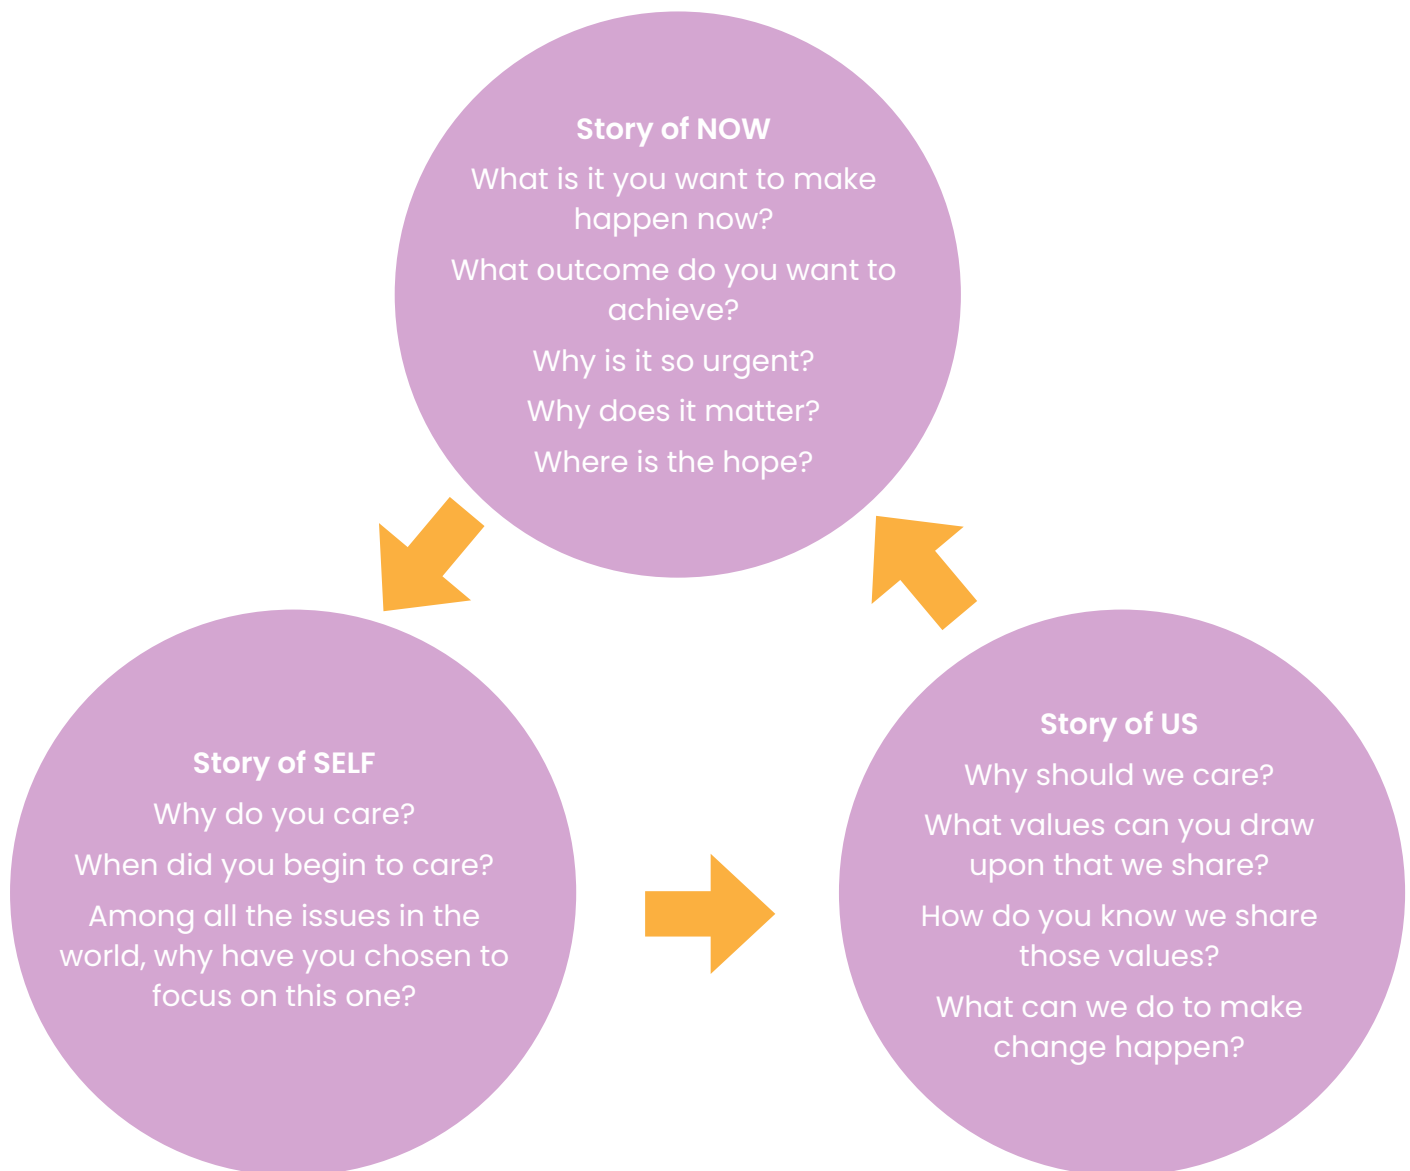 Story of NOW
What is it you want to make
happen now?
What outcome do you want to
achieve?
Why is it so urgent?
Why does it matter?
Where is the hope?
Story of SELF
Why do you care?
When did you begin to care?
Among all the issues in the
world, why have you chosen to
focus on this one?
Story of US
Why should we care?
What values can you draw
upon that we share?
How do you know we share
those values?
What can we do to make
change happen?